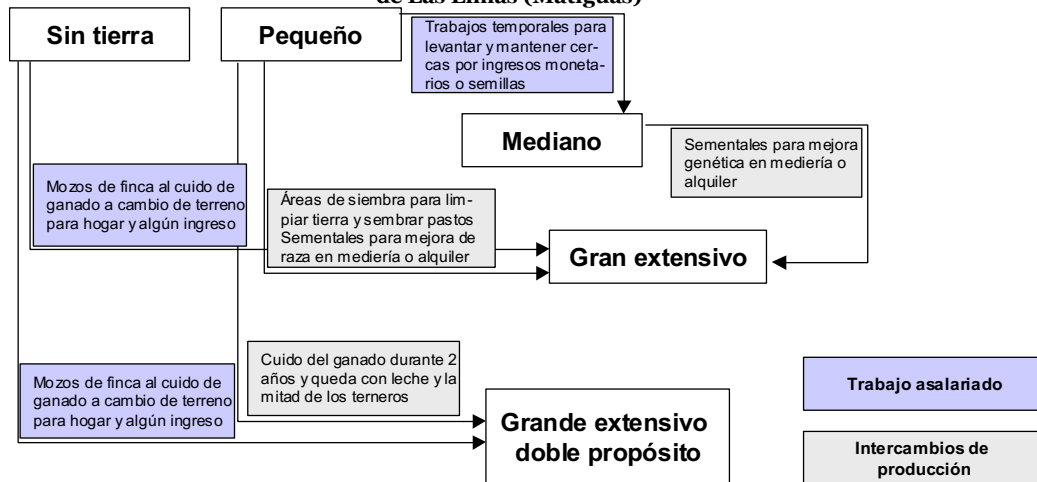 de Las Limas (Matiguás)
Sin tierra
Pequeño
Trabajos temporales para
levantar y mantener cer-
cas por ingresos moneta-
rios o semillas
Mediano
Sementales para mejora
genética en mediería o
alquiler
Mozos de finca al cuido de
ganado a cambio de terreno
para hogar y algún ingreso
Áreas de siembra para lim-
piar tierra y sembrar pastos
Sementales para mejora de
raza en mediería o alquiler
Gran extensivo
Mozos de finca al cuido de
ganado a cambio de terreno
para hogar y algún ingreso
Cuido del ganado durante 2
años y queda con leche y la
mitad de los terneros
Grande extensivo
doble propósito
Trabajo asalariado
Intercambios de
producción